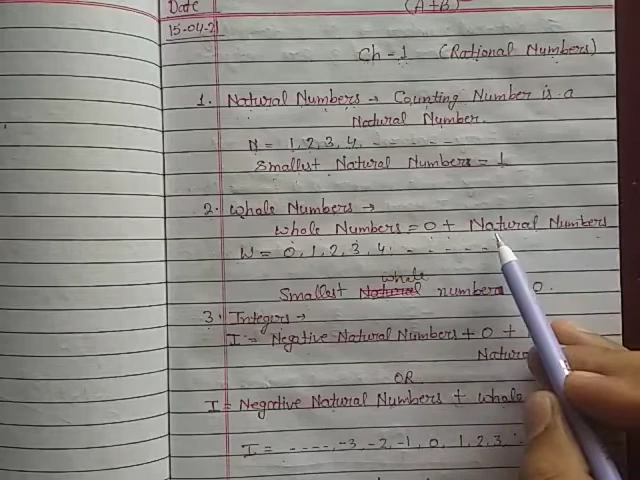 Date
(A+B)
15-04-2
Ch-1 (Rational Numbers)
1. Natural Numbers → Counting Number is a
Natural Number.
N = 1, 2, 3, 4, - - - - - -
Smallest Natural Numbers = 1
2. Whole Numbers →
Whole Numbers = 0 + Natural Numbers
W = 0, 1, 2, 3, 4, - - - - - -
whole
Smallest Natural numbers 0.
3. Integers →
I = Negative Natural Numbers + 0 +
Natura
OR
I = Negative Natural Numbers + whole
I = - - - - -, -3, -2, -1, 0, 1, 2, 3,